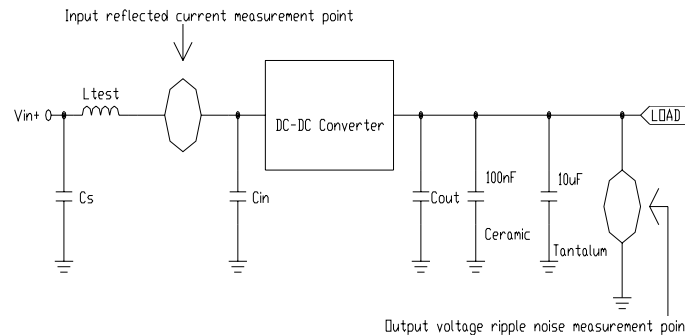 Input reflected current measurement point
Ltest
Vin+
LOAD
DC-DC Converter
Cs
Cin
Cout
100nF
10uF
Ceramic
Tantalum
Output voltage ripple noise measurement poin